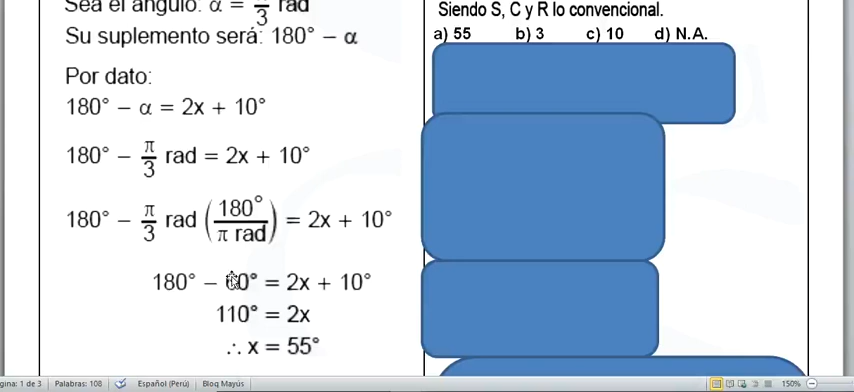 Sea el ángulo: α = π/3 rad
Su suplemento será: 180° − α
Por dato:
180° − α = 2x + 10°
180° − π/3 rad = 2x + 10°
180° − π/3 rad (180°/π rad) = 2x + 10°
180° − 60° = 2x + 10°
110° = 2x
∴ x = 55°
Siendo S, C y R lo convencional.
a) 55 b) 3 c) 10 d) N.A.
gina: 1 de 3 Palabras: 108 Español (Perú) Bloq Mayús 150%